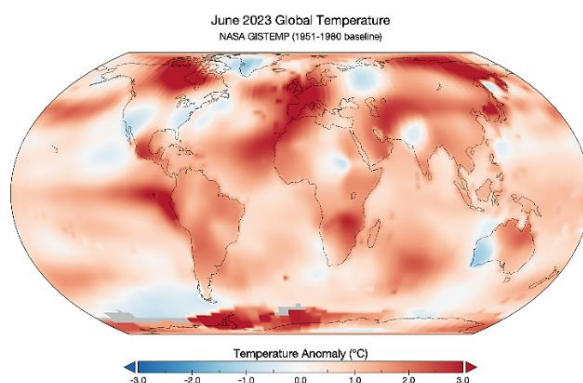 June 2023 Global Temperature
NASA GISTEMP (1951-1980 baseline)
Temperature Anomaly (°C)
-3.0 -2.0 -1.0 0.0 1.0 2.0 3.0